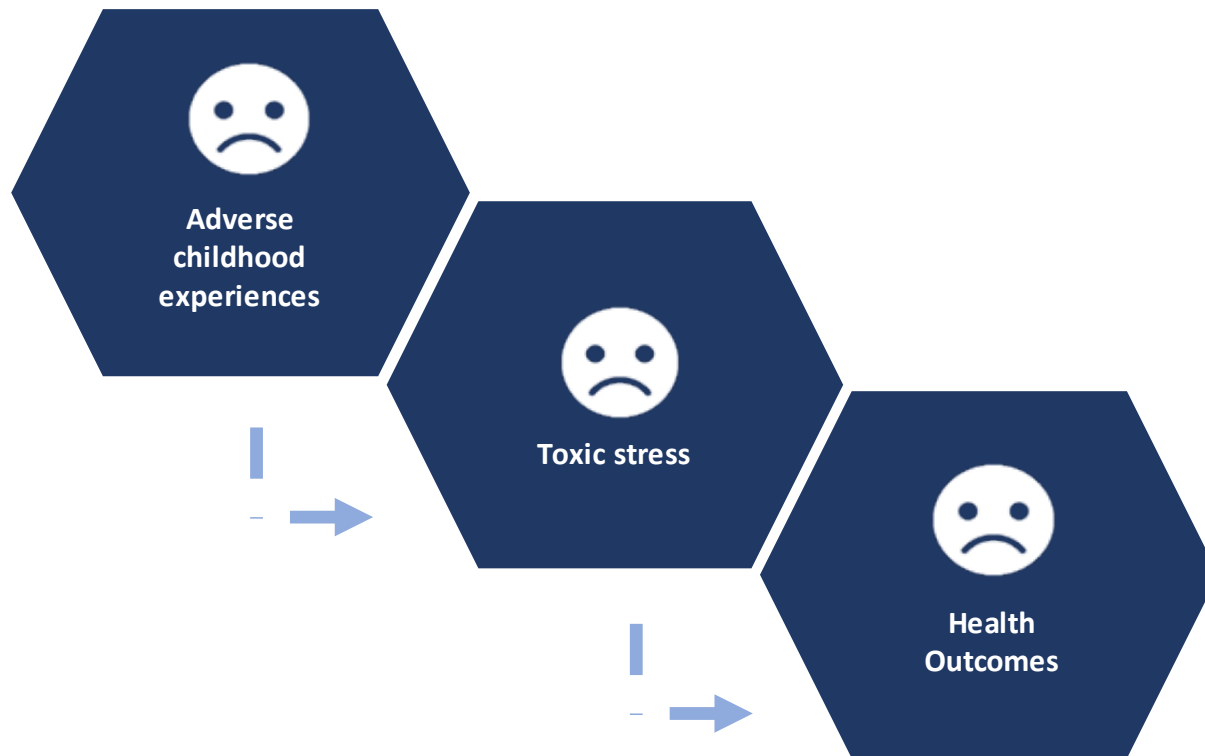 Adverse
childhood
experiences
Toxic stress
Health
Outcomes